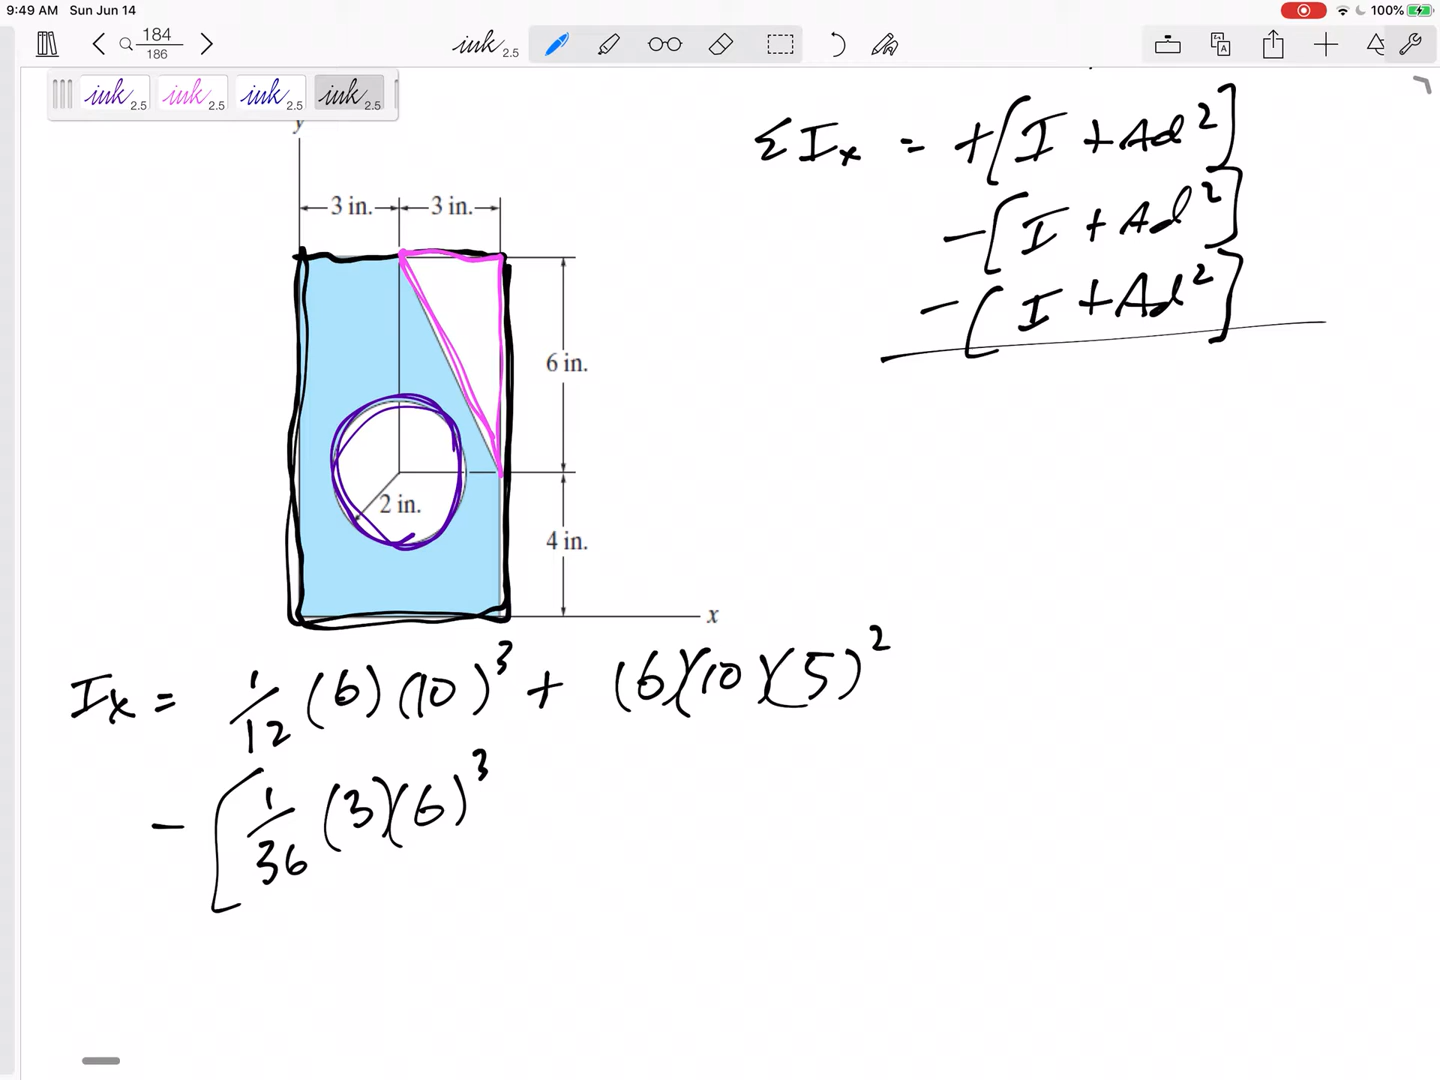 9:49 AM Sun Jun 14
100%
184
186
ink 2.5
ink 2.5
ink 2.5
ink 2.5
ink 2.5
y
3 in.
3 in.
6 in.
2 in.
4 in.
x
ΣIx = +[I + Ad²]
-[I + Ad²]
-[I + Ad²]
Ix = 1/12 (6)(10)³ + (6)(10)(5)²
- [1/36 (3)(6)³